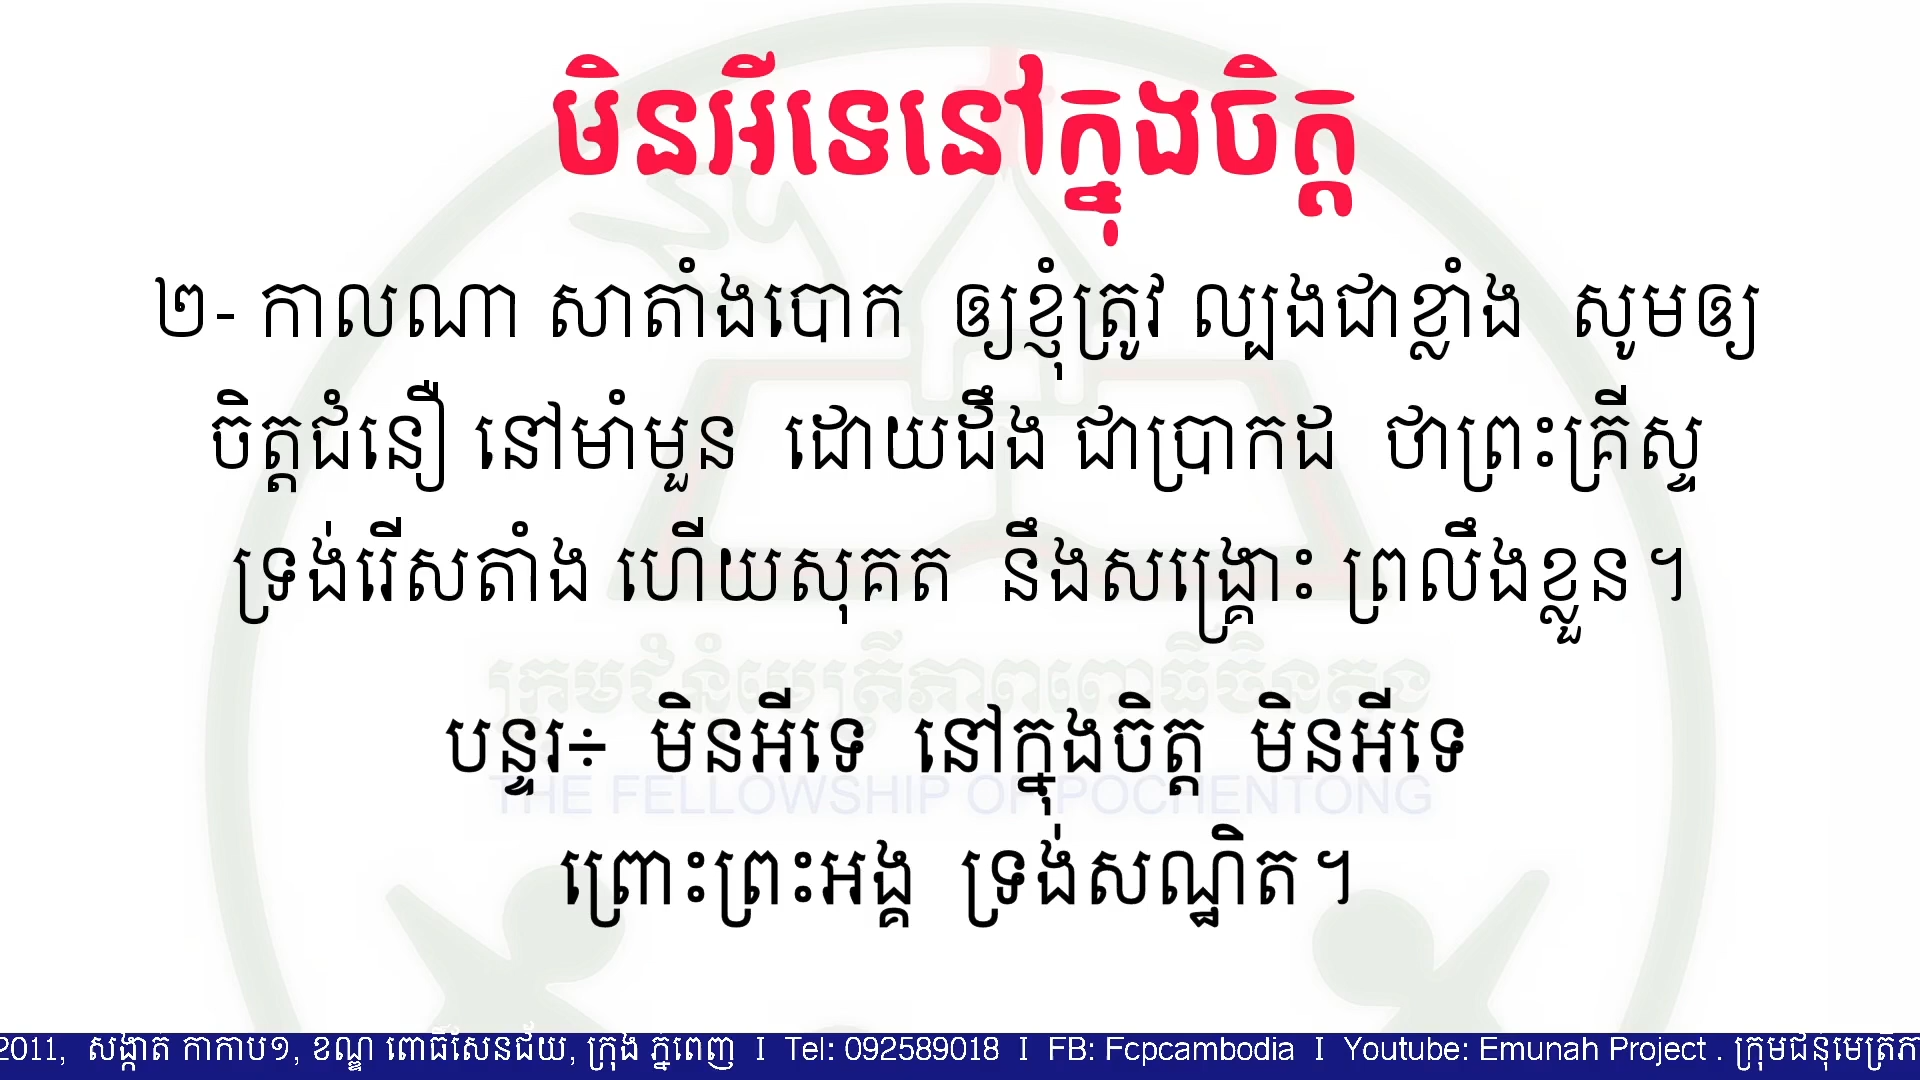 មិនអីទេនៅក្នុងចិត្ត
២- កាលណា សាតាំងបោក  ឲ្យខ្ញុំត្រូវ ល្បងជាខ្លាំង  សូមឲ្យ
ចិត្តជំនឿ នៅមាំមួន  ដោយដឹង ជាប្រាកដ  ថាព្រះគ្រីស្ទ
ទ្រង់រើសតាំង ហើយសុគត  នឹងសង្គ្រោះ ព្រលឹងខ្លួន។
បន្ទរ÷  មិនអីទេ  នៅក្នុងចិត្ត  មិនអីទេ
ព្រោះព្រះអង្គ  ទ្រង់សណ្ឋិត។
THE FELLOWSHIP OF POCHENTONG
2011,  សង្កាត់ កាកាប១, ខណ្ឌ ពោធិ៍សែនជ័យ, ក្រុង ភ្នំពេញ  I  Tel: 092589018  I  FB: Fcpcambodia  I  Youtube: Emunah Project . ក្រុមជំនុំមេត្រីភា